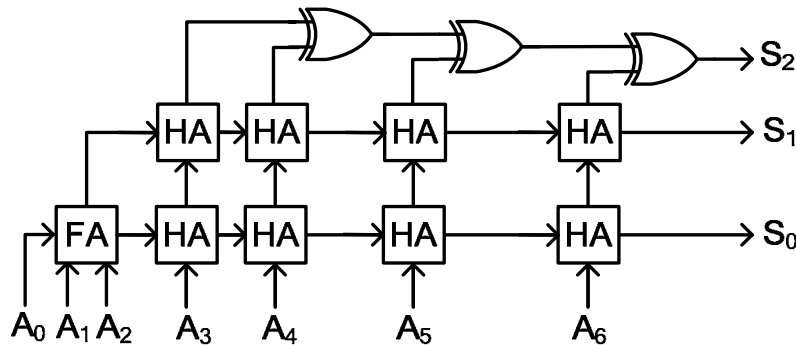 S₂
HA HA HA HA S₁
FA HA HA HA HA S₀
A₀ A₁ A₂ A₃ A₄ A₅ A₆